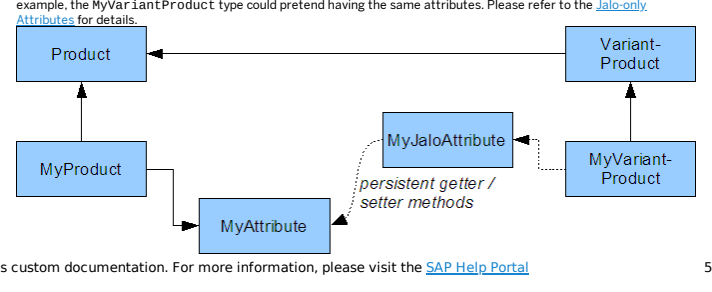 example, the MyVariantProduct type could pretend having the same attributes. Please refer to the Jalo-only
Attributes for details.
Product
Variant-
Product
MyJaloAttribute
MyProduct
MyVariant-
Product
persistent getter /
setter methods
MyAttribute
s custom documentation. For more information, please visit the SAP Help Portal
5